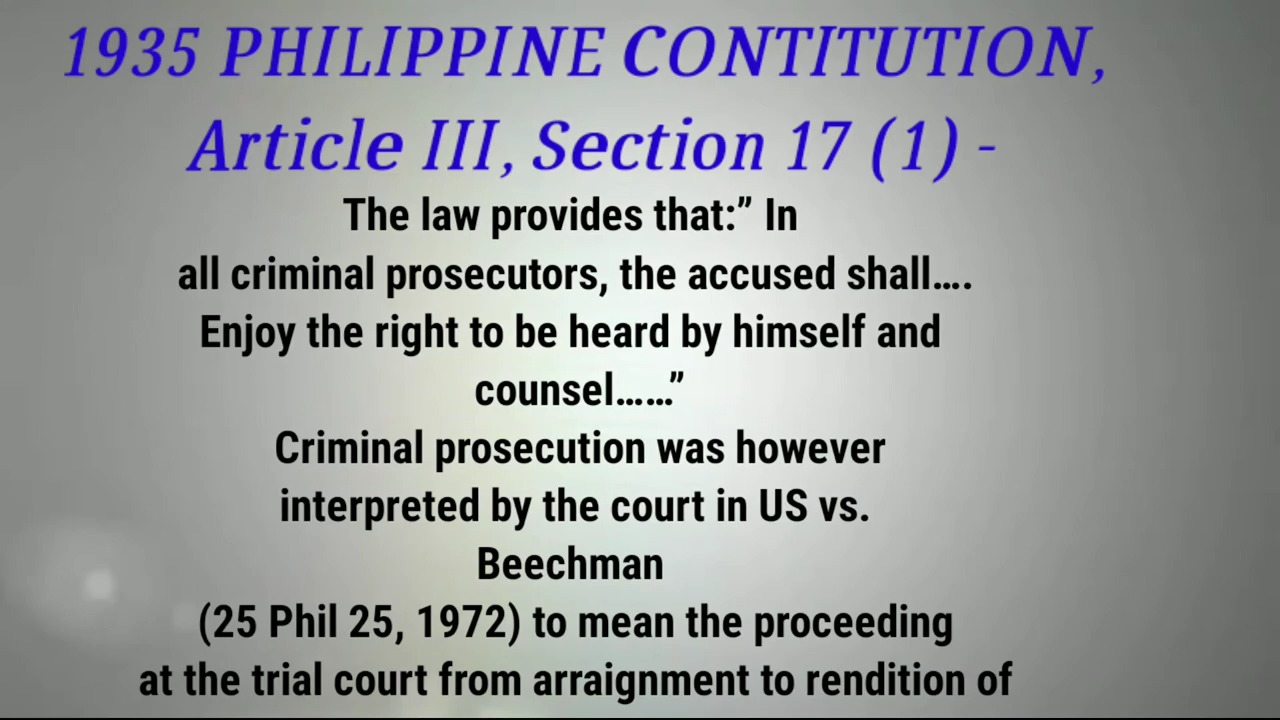 1935 PHILIPPINE CONTITUTION,
Article III, Section 17 (1) -
The law provides that:” In
all criminal prosecutors, the accused shall....
Enjoy the right to be heard by himself and
counsel......”
Criminal prosecution was however
interpreted by the court in US vs.
Beechman
(25 Phil 25, 1972) to mean the proceeding
at the trial court from arraignment to rendition of